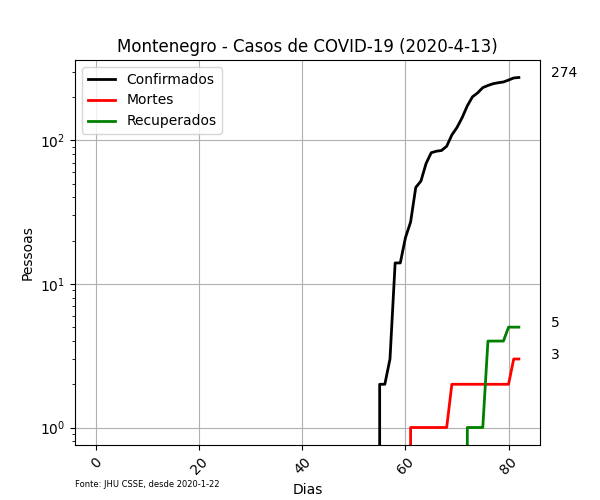 Montenegro - Casos de COVID-19 (2020-4-13)
Confirmados
Mortes
Recuperados
274
5
3
Pessoas
10²
10¹
10⁰
0
20
40
60
80
Dias
Fonte: JHU CSSE, desde 2020-1-22